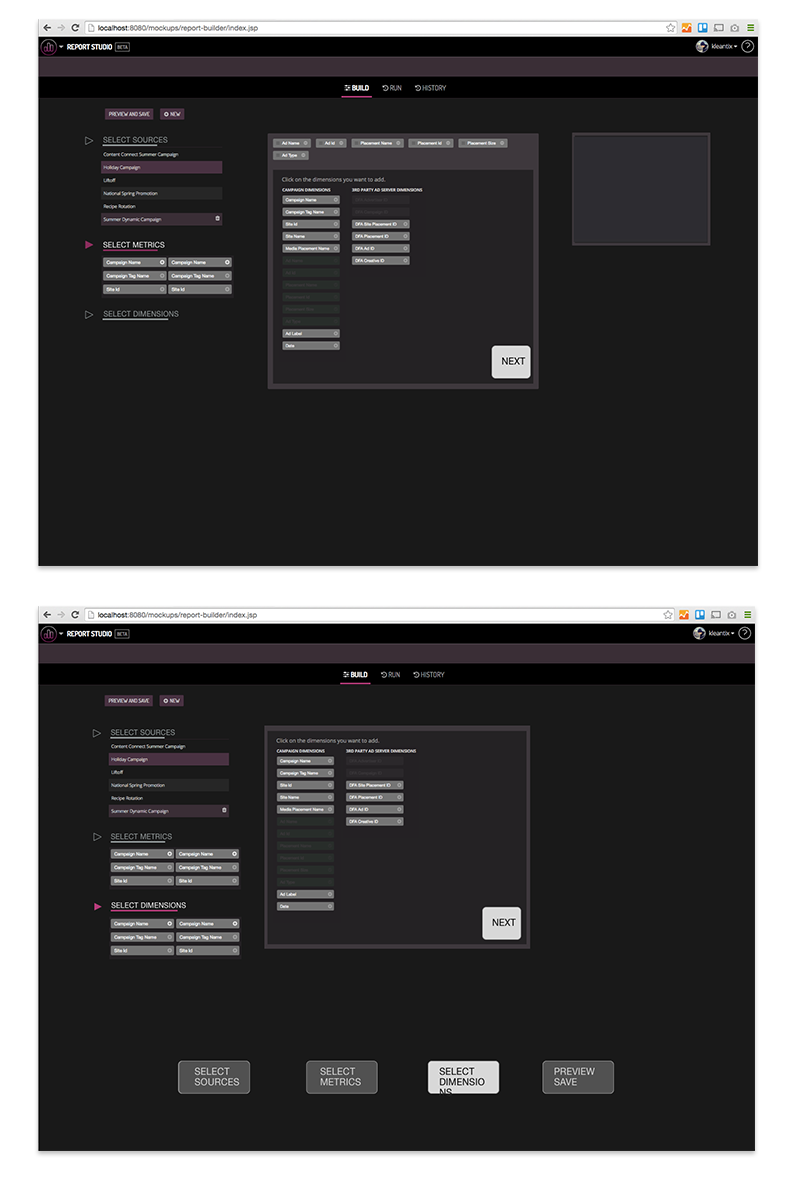 localhost:8080/mockups/report-builder/index.jsp
REPORT STUDIO BETA
kleantix
?
BUILD RUN HISTORY
PREVIEW AND SAVE NEW
SELECT SOURCES
Content Connect Summer Campaign
Holiday Campaign
Liftoff
National Spring Promotion
Recipe Rotation
Summer Dynamic Campaign
SELECT METRICS
Campaign Name Campaign Name
Campaign Tag Name Campaign Tag Name
Site Id Site Id
SELECT DIMENSIONS
Ad Name Ad Id Placement Name Placement Id Placement Size
Ad Type
Click on the dimensions you want to add.
CAMPAIGN DIMENSIONS 3RD PARTY AD SERVER DIMENSIONS
Campaign Name
Campaign Tag Name
Site Id DFA Site Placement ID
Site Name DFA Placement ID
Media Placement Name DFA Ad ID
DFA Creative ID
Ad Label
Date
NEXT
localhost:8080/mockups/report-builder/index.jsp
REPORT STUDIO BETA
kleantix
?
BUILD RUN HISTORY
PREVIEW AND SAVE NEW
SELECT SOURCES
Content Connect Summer Campaign
Holiday Campaign
Liftoff
National Spring Promotion
Recipe Rotation
Summer Dynamic Campaign
SELECT METRICS
Campaign Name Campaign Name
Campaign Tag Name Campaign Tag Name
Site Id Site Id
SELECT DIMENSIONS
Campaign Name Campaign Name
Campaign Tag Name Campaign Tag Name
Site Id Site Id
Click on the dimensions you want to add.
CAMPAIGN DIMENSIONS 3RD PARTY AD SERVER DIMENSIONS
Campaign Name
Campaign Tag Name
Site Id DFA Site Placement ID
Site Name DFA Placement ID
Media Placement Name DFA Ad ID
DFA Creative ID
Ad Label
Date
NEXT
SELECT
SOURCES
SELECT
METRICS
SELECT
DIMENSIO
NS
PREVIEW
SAVE